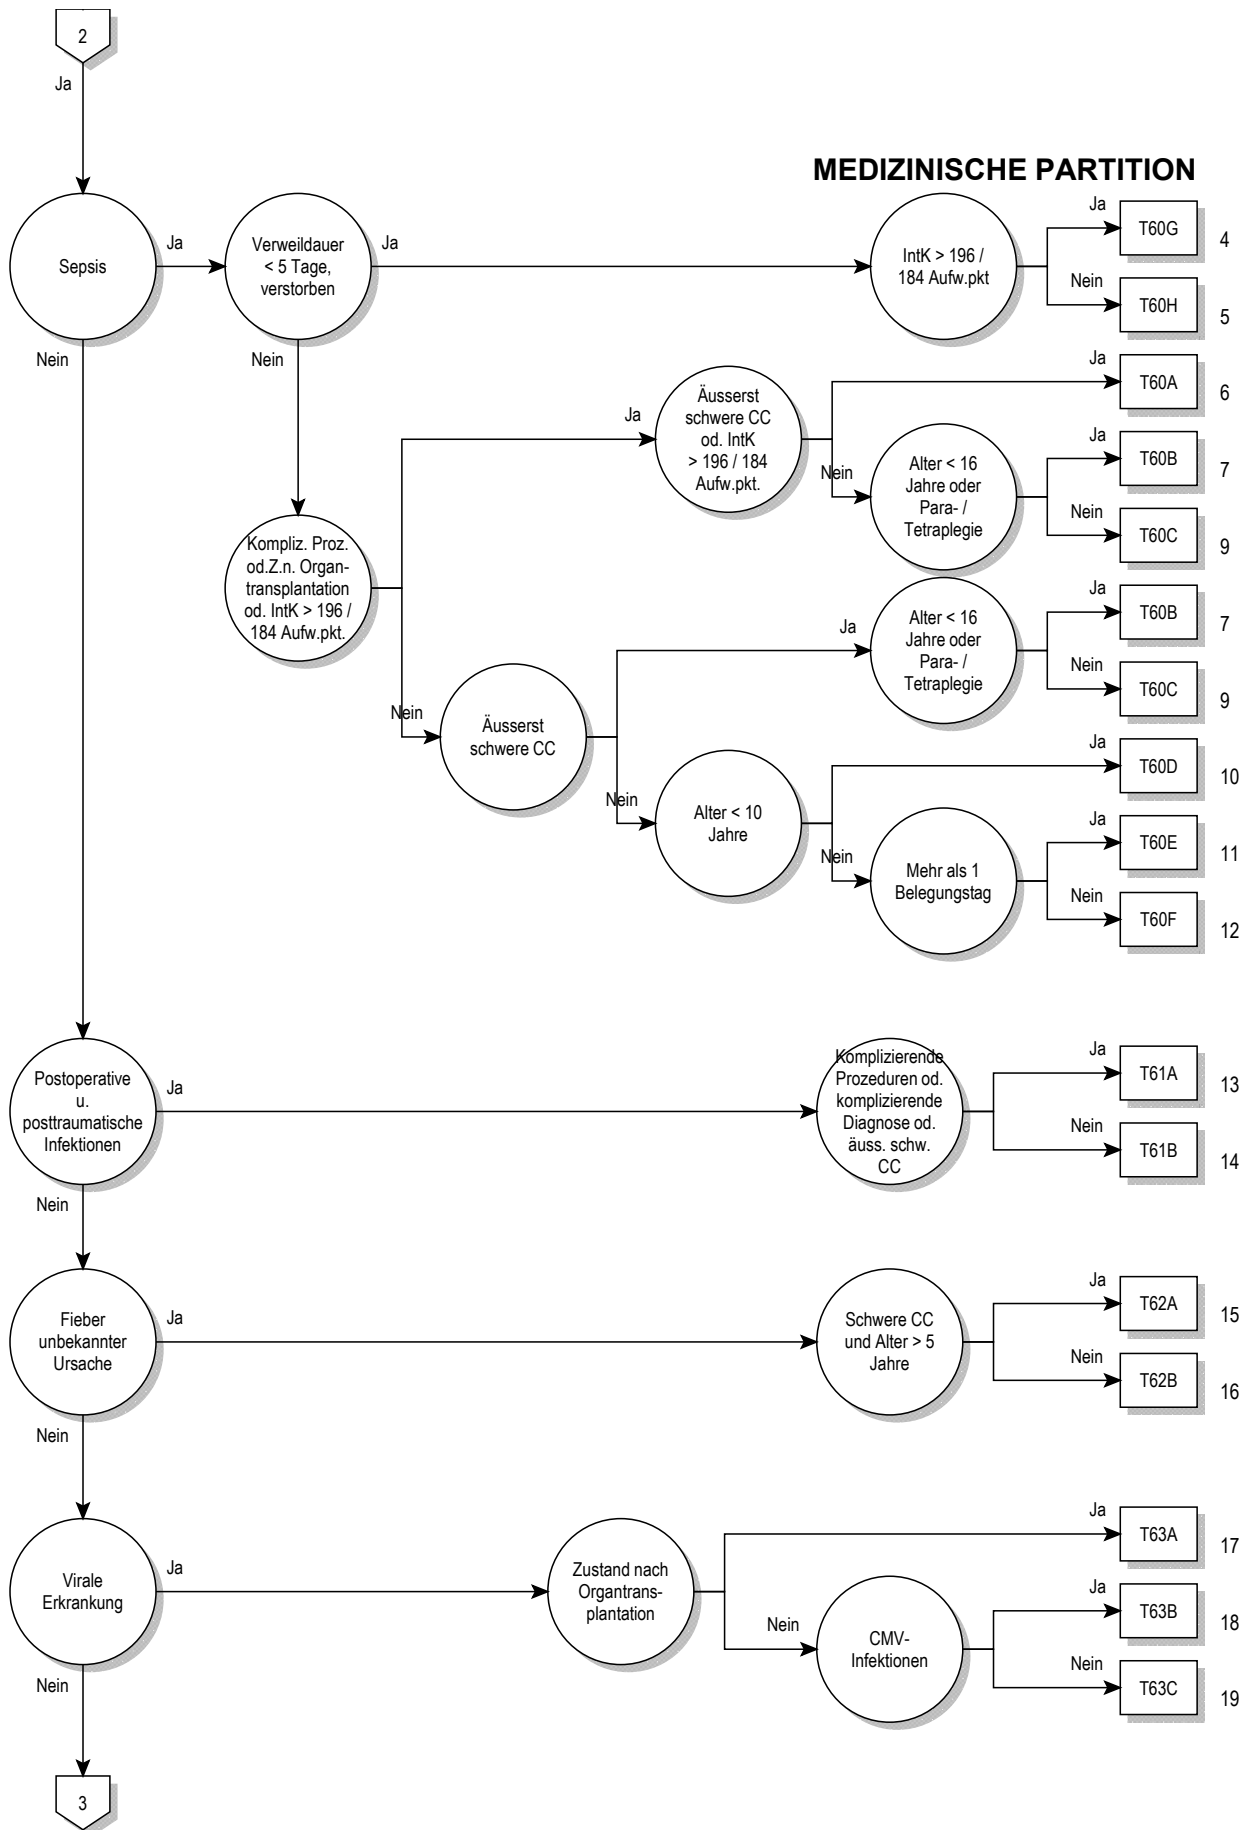 2
Ja
MEDIZINISCHE PARTITION
Sepsis
Ja
Verweildauer
< 5 Tage,
verstorben
Ja
IntK > 196 /
184 Aufw.pkt
Ja
T60G
4
Nein
T60H
5
Nein
Nein
Kompliz. Proz.
od.Z.n. Organ-
transplantation
od. IntK > 196 /
184 Aufw.pkt.
Ja
Äusserst
schwere CC
od. IntK
> 196 / 184
Aufw.pkt.
Ja
T60A
6
Nein
Alter < 16
Jahre oder
Para- /
Tetraplegie
Ja
T60B
7
Nein
T60C
9
Nein
Äusserst
schwere CC
Ja
Alter < 16
Jahre oder
Para- /
Tetraplegie
Ja
T60B
7
Nein
T60C
9
Nein
Alter < 10
Jahre
Ja
T60D
10
Nein
Mehr als 1
Belegungstag
Ja
T60E
11
Nein
T60F
12
Postoperative
u.
posttraumatische
Infektionen
Ja
Komplizierende
Prozeduren od.
komplizierende
Diagnose od.
äuss. schw.
CC
Ja
T61A
13
Nein
T61B
14
Nein
Fieber
unbekannter
Ursache
Ja
Schwere CC
und Alter > 5
Jahre
Ja
T62A
15
Nein
T62B
16
Nein
Virale
Erkrankung
Ja
Zustand nach
Organtrans-
plantation
Ja
T63A
17
Nein
CMV-
Infektionen
Ja
T63B
18
Nein
T63C
19
Nein
3